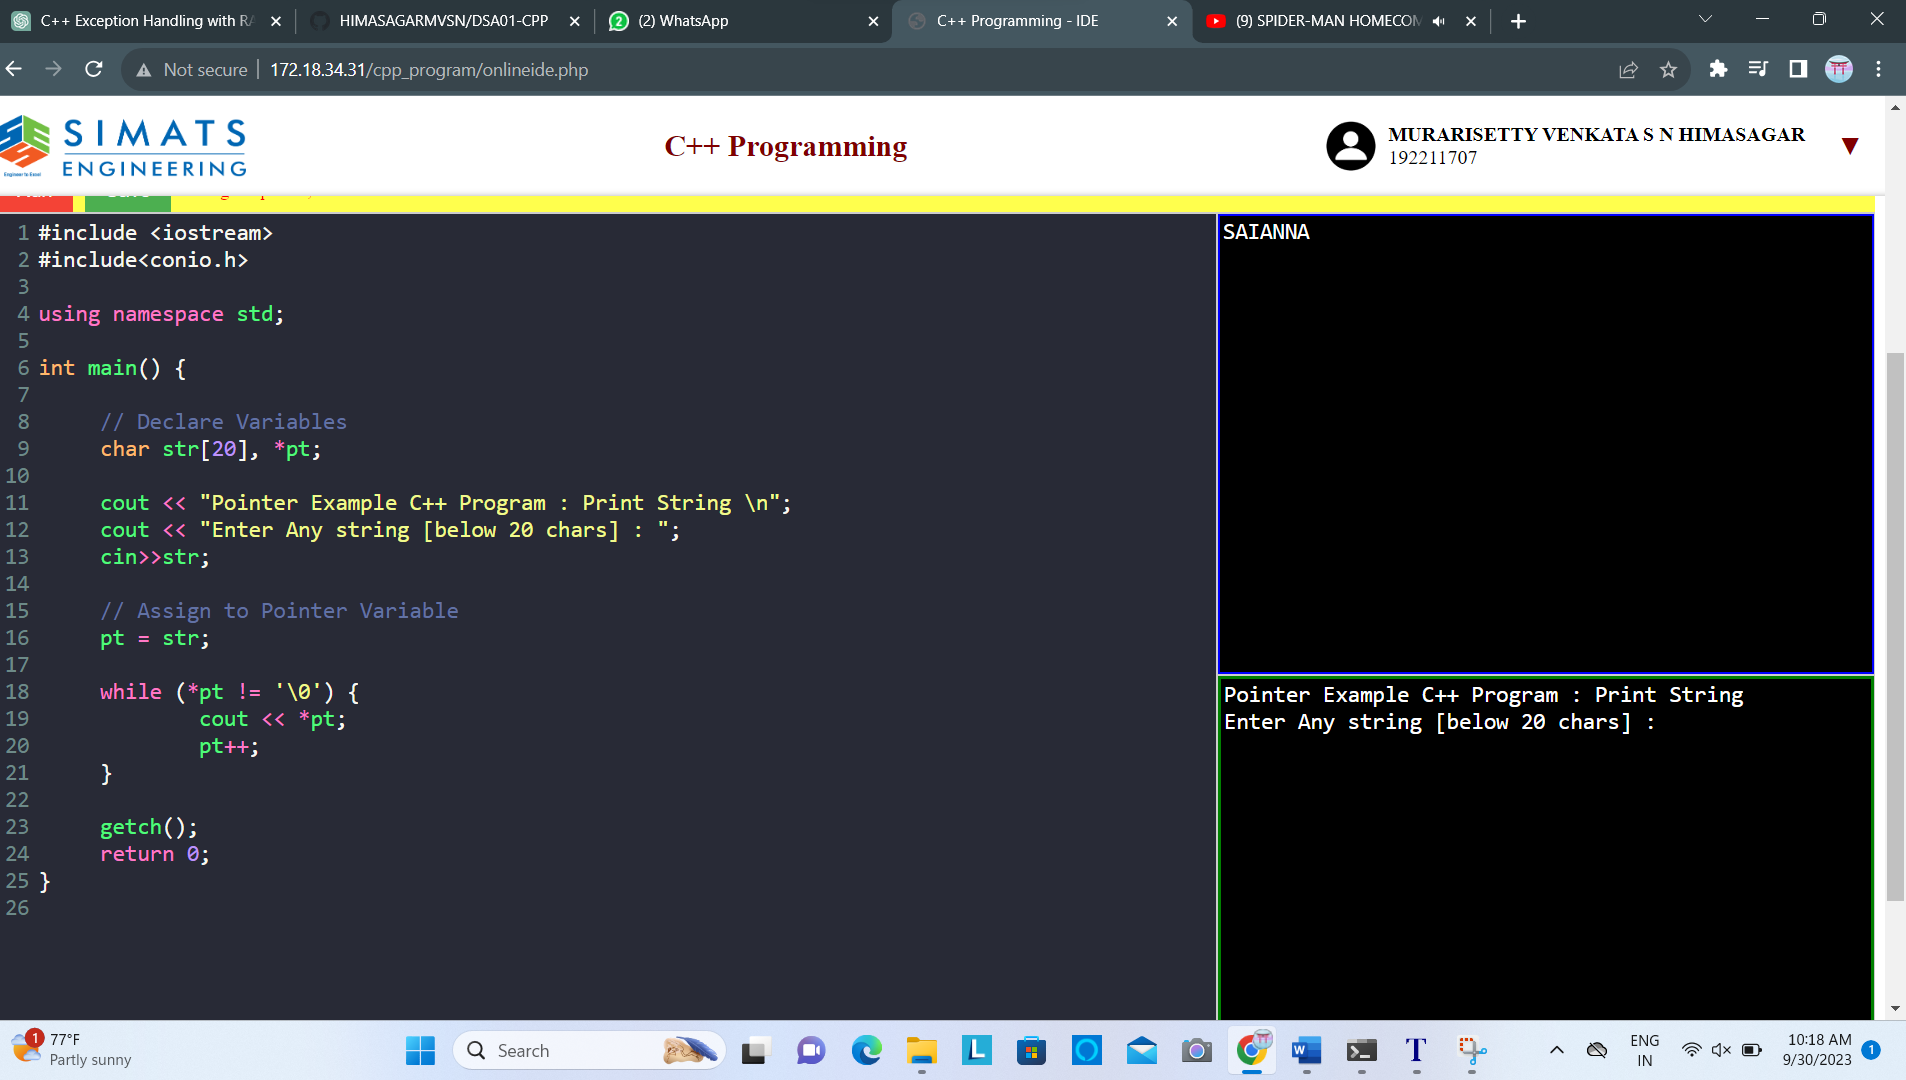 C++ Exception Handling with RA
HIMASAGARMVSN/DSA01-CPP
(2) WhatsApp
C++ Programming - IDE
(9) SPIDER-MAN HOMECOM
Not secure
172.18.34.31/cpp_program/onlineide.php
SIMATS
ENGINEERING
Engineer to Excel
C++ Programming
MURARISETTY VENKATA S N HIMASAGAR
192211707
1 #include <iostream>
2 #include<conio.h>
3
4 using namespace std;
5
6 int main() {
7
8 // Declare Variables
9 char str[20], *pt;
10
11 cout << "Pointer Example C++ Program : Print String \n";
12 cout << "Enter Any string [below 20 chars] : ";
13 cin>>str;
14
15 // Assign to Pointer Variable
16 pt = str;
17
18 while (*pt != '\0') {
19 cout << *pt;
20 pt++;
21 }
22
23 getch();
24 return 0;
25 }
26
SAIANNA
Pointer Example C++ Program : Print String
Enter Any string [below 20 chars] :
1
77°F
Partly sunny
Search
ENG
IN
10:18 AM
9/30/2023
1